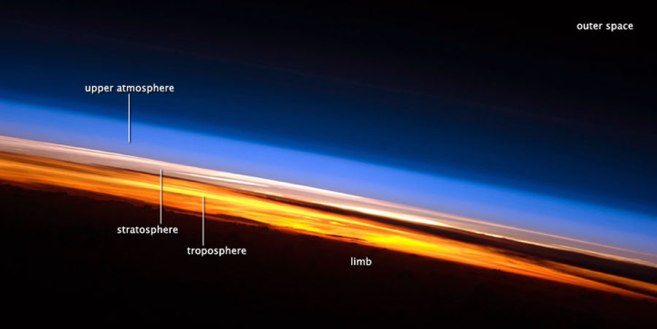 outer space
upper atmosphere
stratosphere
troposphere
limb